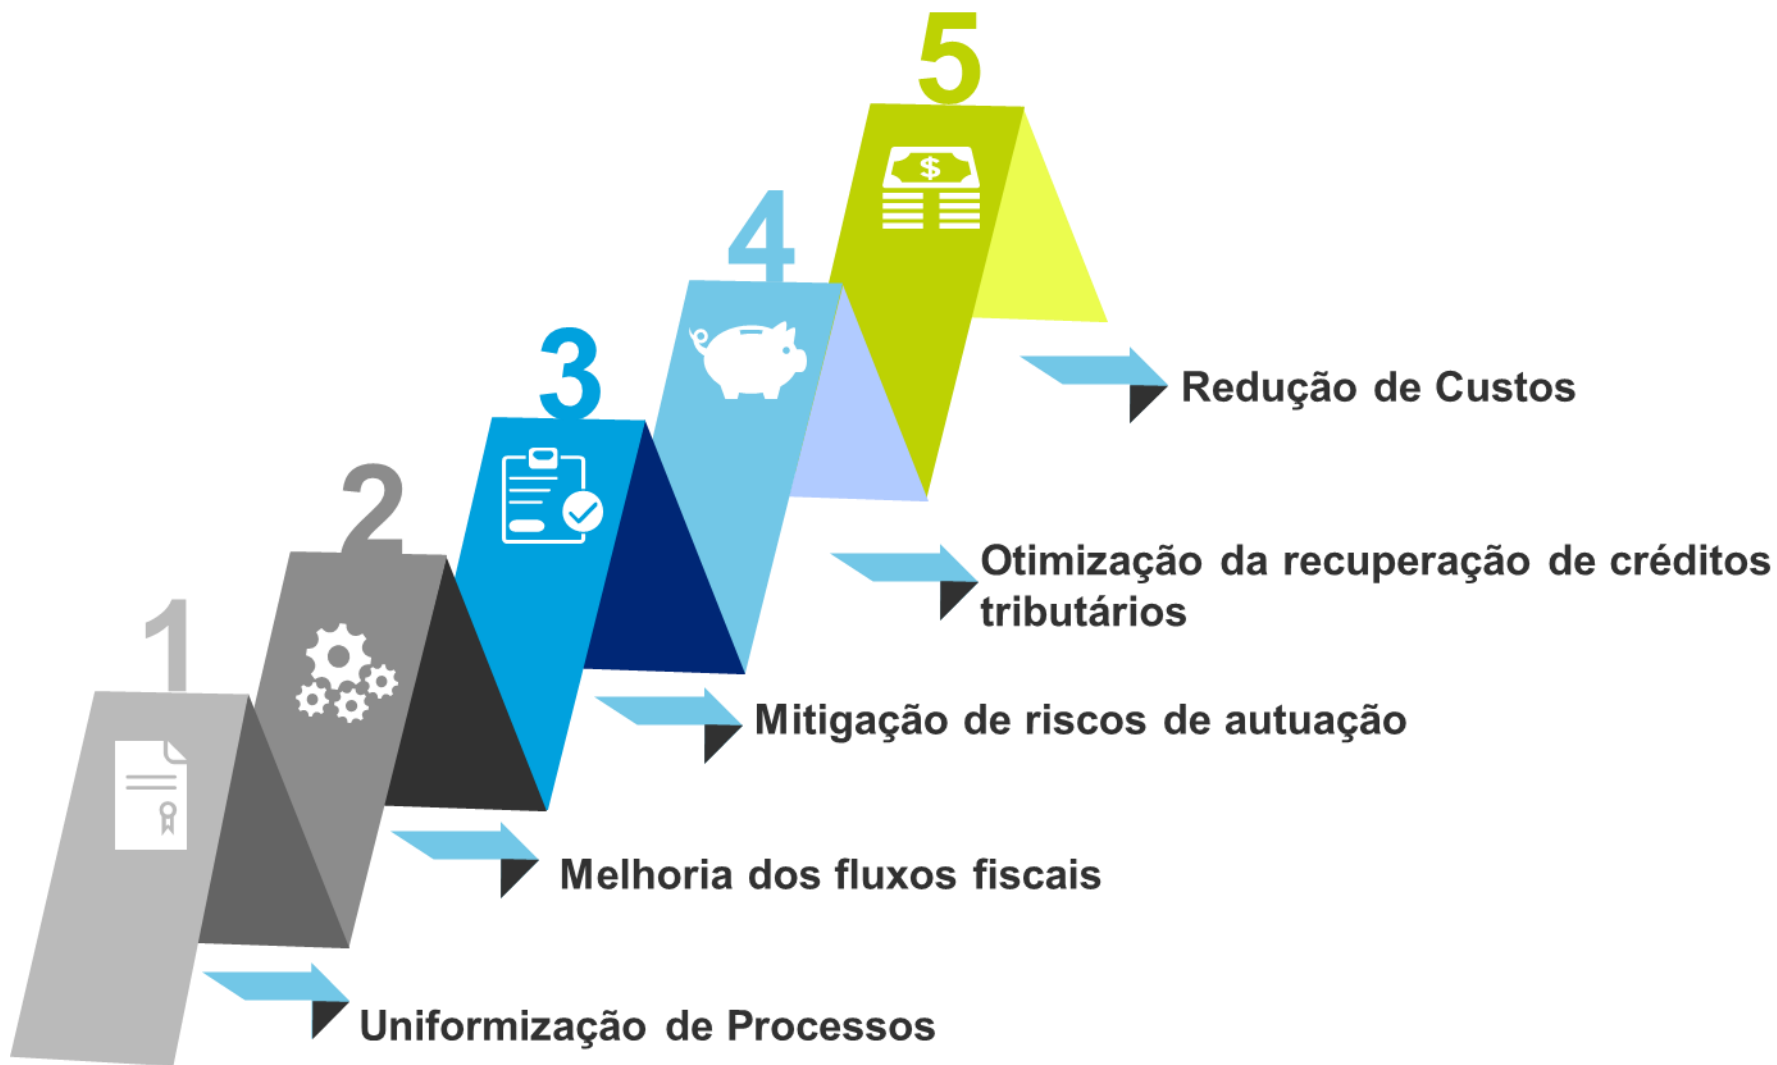 5
$
4
Redução de Custos
3
2
Otimização da recuperação de créditos
tributários
1
Mitigação de riscos de autuação
Melhoria dos fluxos fiscais
Uniformização de Processos